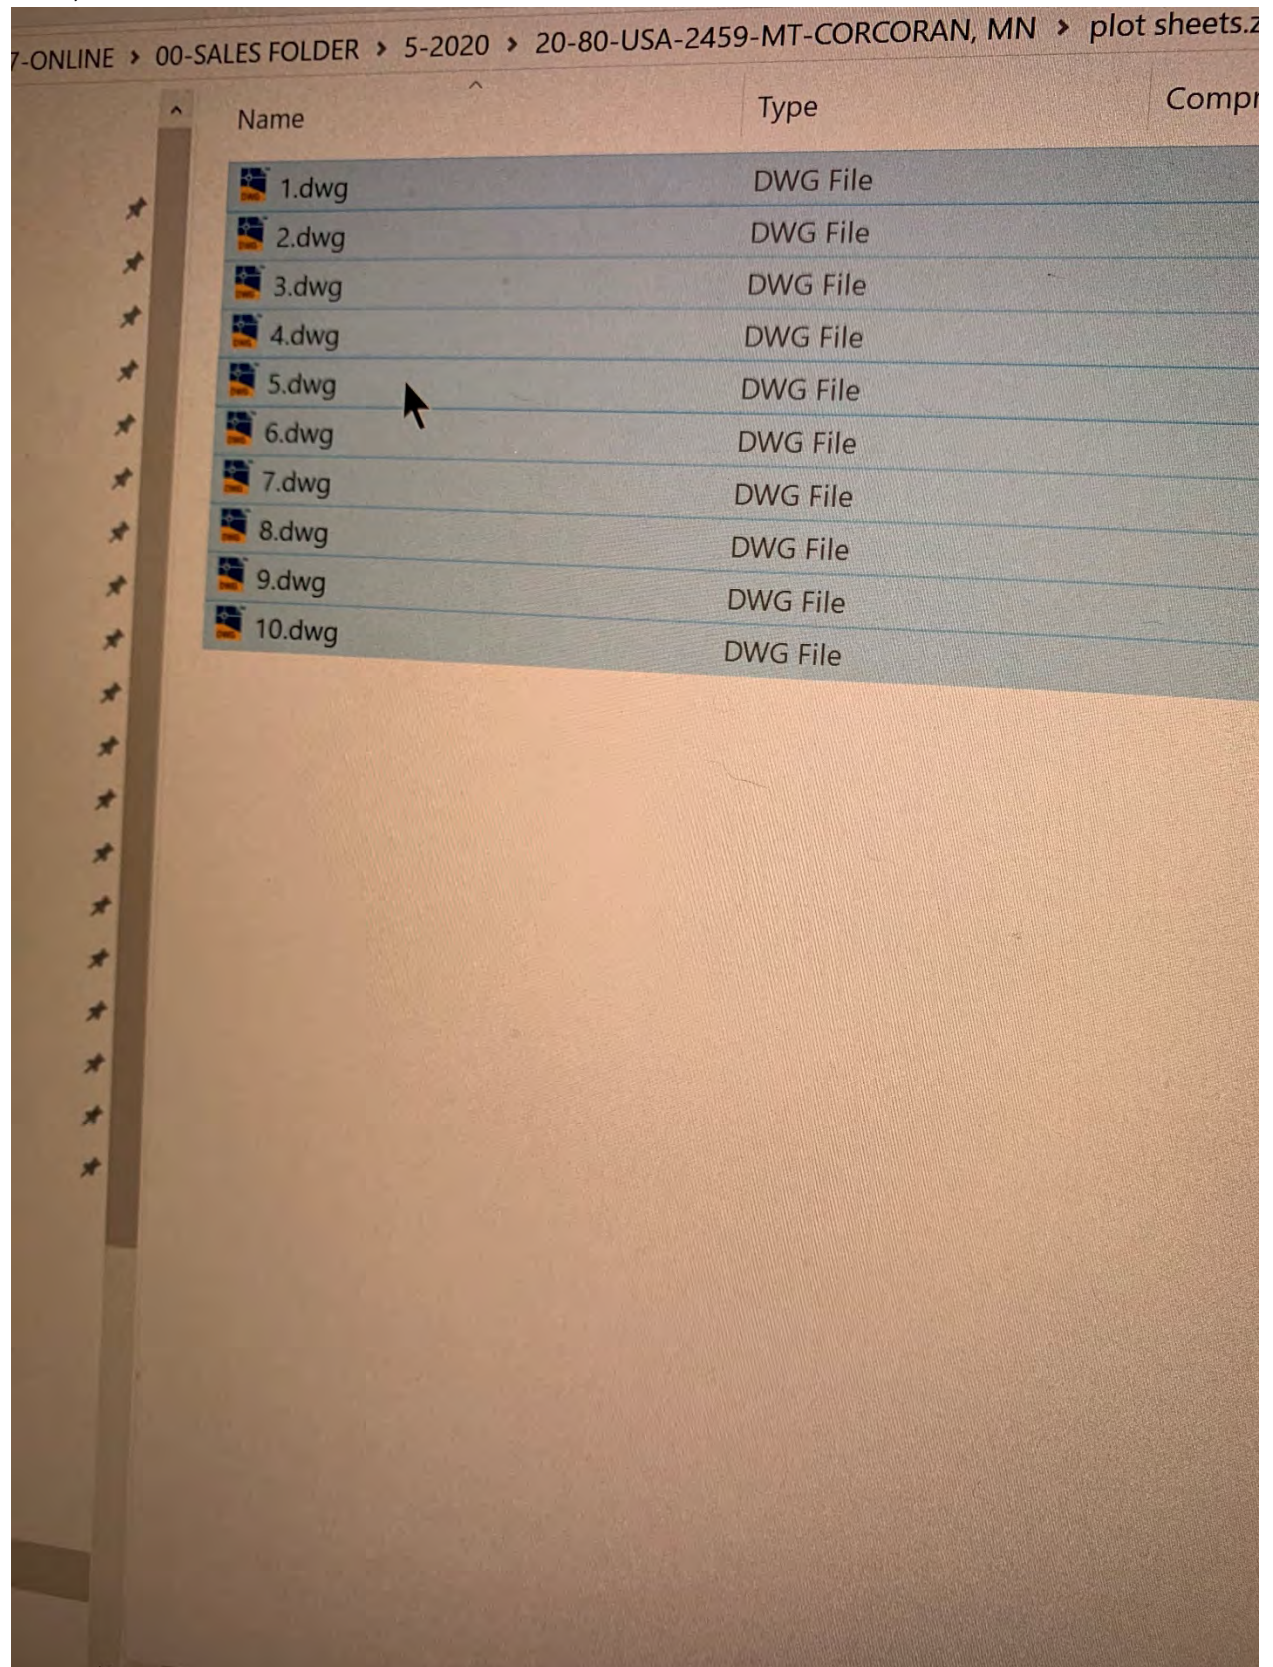 7-ONLINE > 00-SALES FOLDER > 5-2020 > 20-80-USA-2459-MT-CORCORAN, MN > plot sheets.z
Name Type Compr
1.dwg DWG File
2.dwg DWG File
3.dwg DWG File
4.dwg DWG File
5.dwg DWG File
6.dwg DWG File
7.dwg DWG File
8.dwg DWG File
9.dwg DWG File
10.dwg DWG File